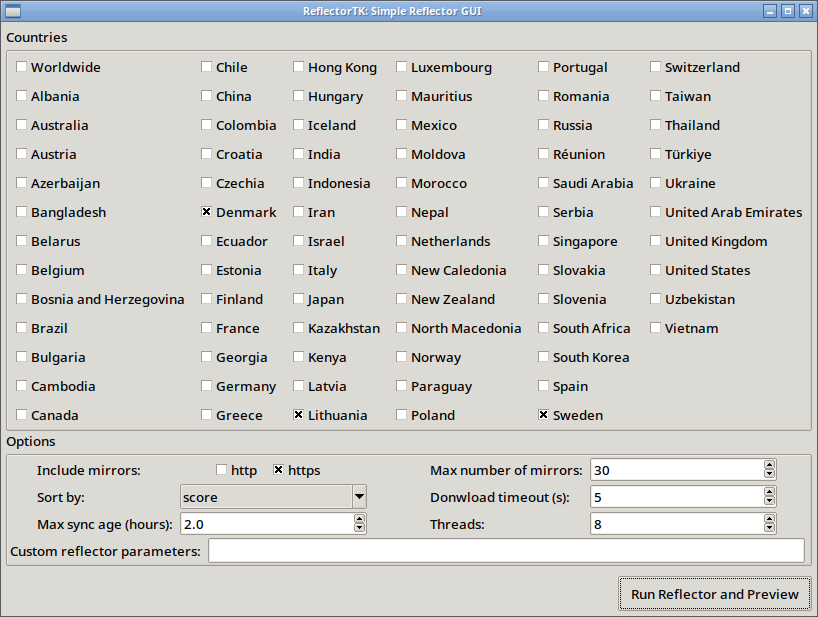 ReflectorTK: Simple Reflector GUI
Countries
Worldwide Chile Hong Kong Luxembourg Portugal Switzerland
Albania China Hungary Mauritius Romania Taiwan
Australia Colombia Iceland Mexico Russia Thailand
Austria Croatia India Moldova Réunion Türkiye
Azerbaijan Czechia Indonesia Morocco Saudi Arabia Ukraine
Bangladesh Denmark Iran Nepal Serbia United Arab Emirates
Belarus Ecuador Israel Netherlands Singapore United Kingdom
Belgium Estonia Italy New Caledonia Slovakia United States
Bosnia and Herzegovina Finland Japan New Zealand Slovenia Uzbekistan
Brazil France Kazakhstan North Macedonia South Africa Vietnam
Bulgaria Georgia Kenya Norway South Korea
Cambodia Germany Latvia Paraguay Spain
Canada Greece Lithuania Poland Sweden
Options
Include mirrors: http https Max number of mirrors: 30
Sort by: score Donwload timeout (s): 5
Max sync age (hours): 2.0 Threads: 8
Custom reflector parameters:
Run Reflector and Preview